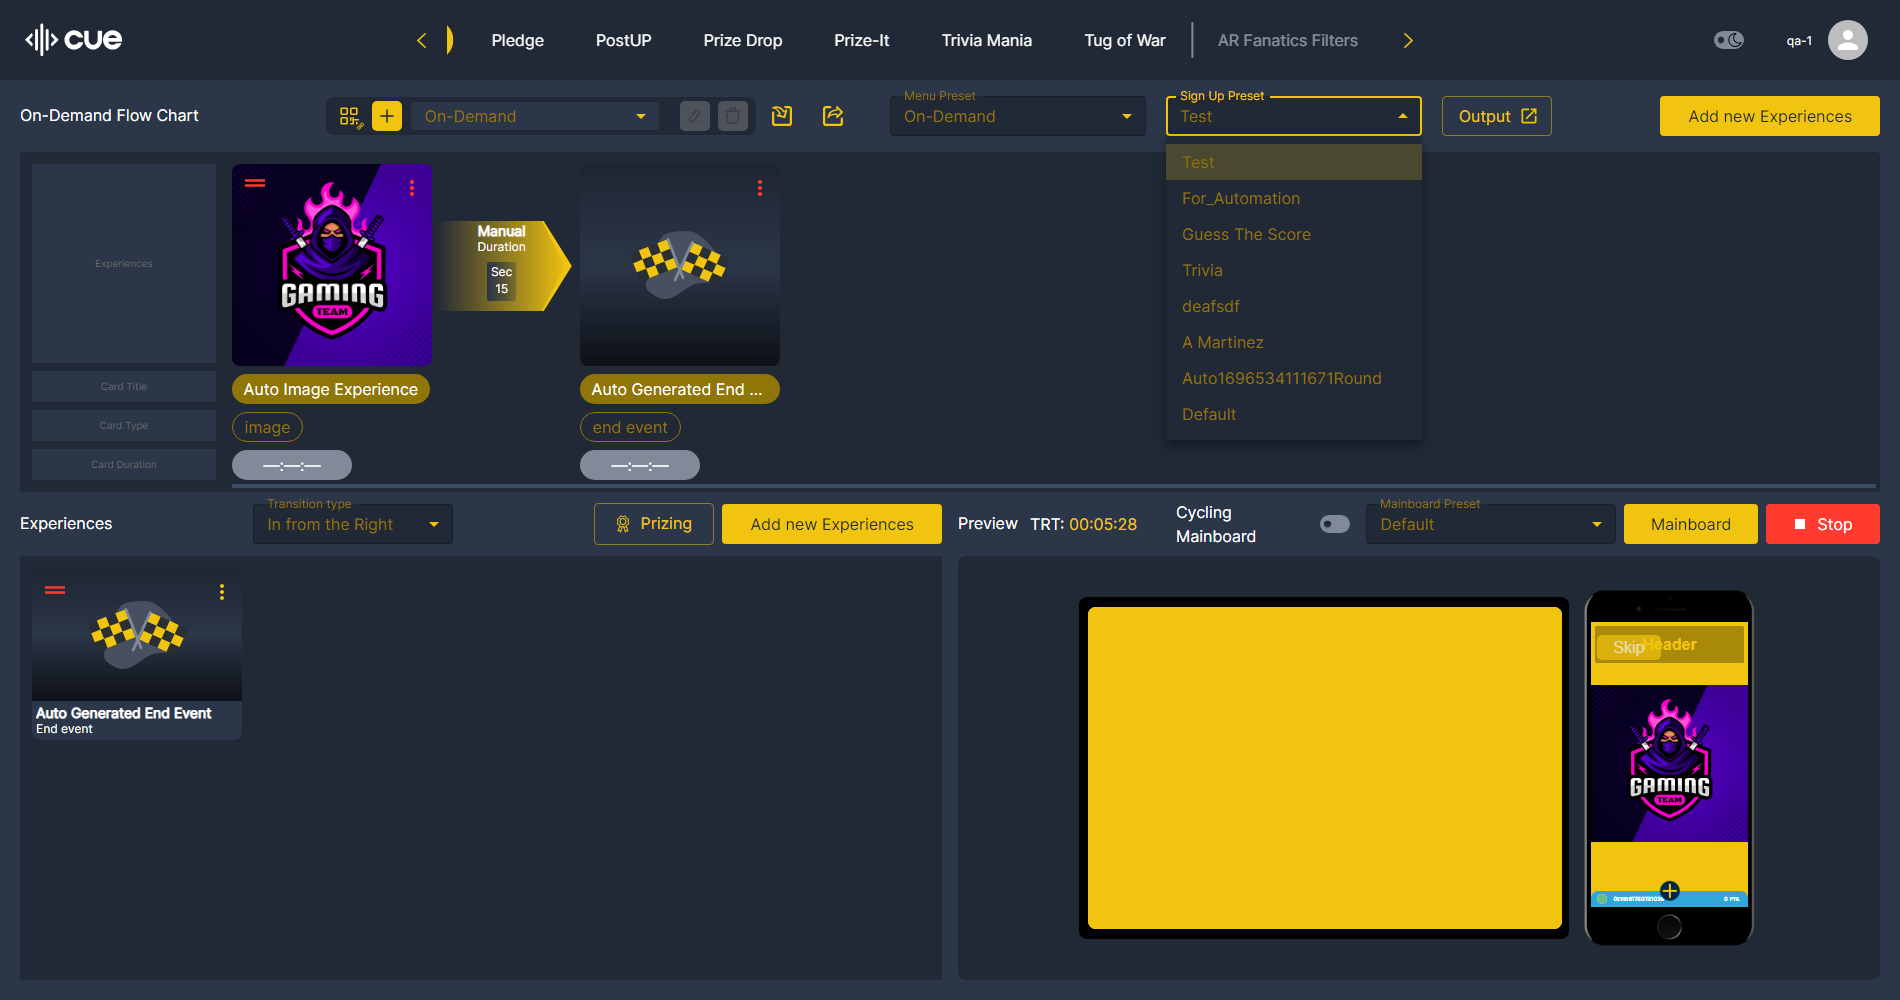 cue
Pledge
PostUP
Prize Drop
Prize-It
Trivia Mania
Tug of War
AR Fanatics Filters
qa-1
On-Demand Flow Chart
On-Demand
Menu Preset
On-Demand
Sign Up Preset
Test
Output
Add new Experiences
Test
For_Automation
Guess The Score
Trivia
deafsdf
A Martinez
Auto1696534111671Round
Default
Experiences
Card Title
Card Type
Card Duration
GAMING
TEAM
Manual
Duration
Sec
15
Auto Image Experience
Auto Generated End ...
image
end event
—:—:—
—:—:—
Experiences
Transition type
In from the Right
Prizing
Add new Experiences
Preview
TRT: 00:05:28
Cycling
Mainboard
Mainboard Preset
Default
Mainboard
Stop
Auto Generated End Event
End event
Skip
Header
GAMING
TEAM
0 PTS.